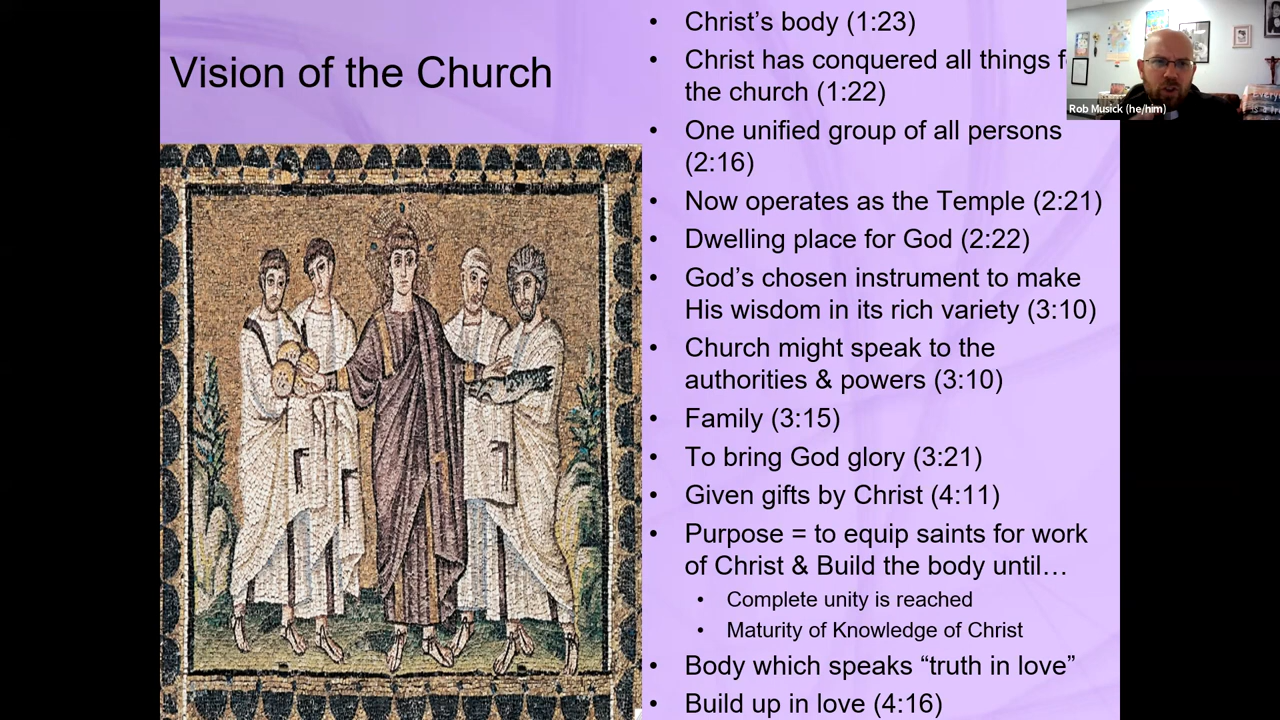 Vision of the Church
• Christ’s body (1:23)
• Christ has conquered all things
the church (1:22)
• One unified group of all persons
(2:16)
• Now operates as the Temple (2:21)
• Dwelling place for God (2:22)
• God’s chosen instrument to make
His wisdom in its rich variety (3:10)
• Church might speak to the
authorities & powers (3:10)
• Family (3:15)
• To bring God glory (3:21)
• Given gifts by Christ (4:11)
• Purpose = to equip saints for work
of Christ & Build the body until…
• Complete unity is reached
• Maturity of Knowledge of Christ
• Body which speaks “truth in love”
• Build up in love (4:16)
Rob Musick (he/him)